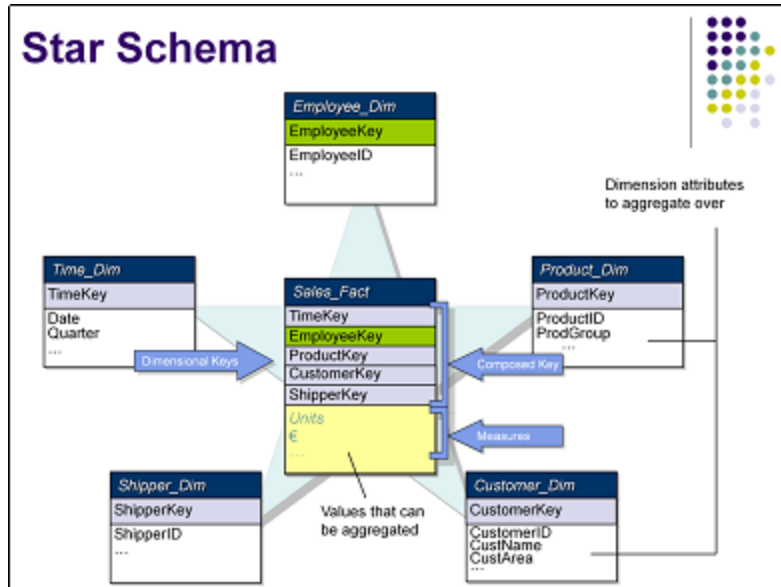 Star Schema
Employee_Dim
EmployeeKey
EmployeeID
...
Dimension attributes
to aggregate over
Time_Dim
TimeKey
Date
Quarter
...
Dimensional Keys
Sales_Fact
TimeKey
EmployeeKey
ProductKey
CustomerKey
ShipperKey
Units
€
...
Composed Key
Measures
Product_Dim
ProductKey
ProductID
ProdGroup
...
Shipper_Dim
ShipperKey
ShipperID
...
Values that can
be aggregated
Customer_Dim
CustomerKey
CustomerID
CustName
CustArea
...